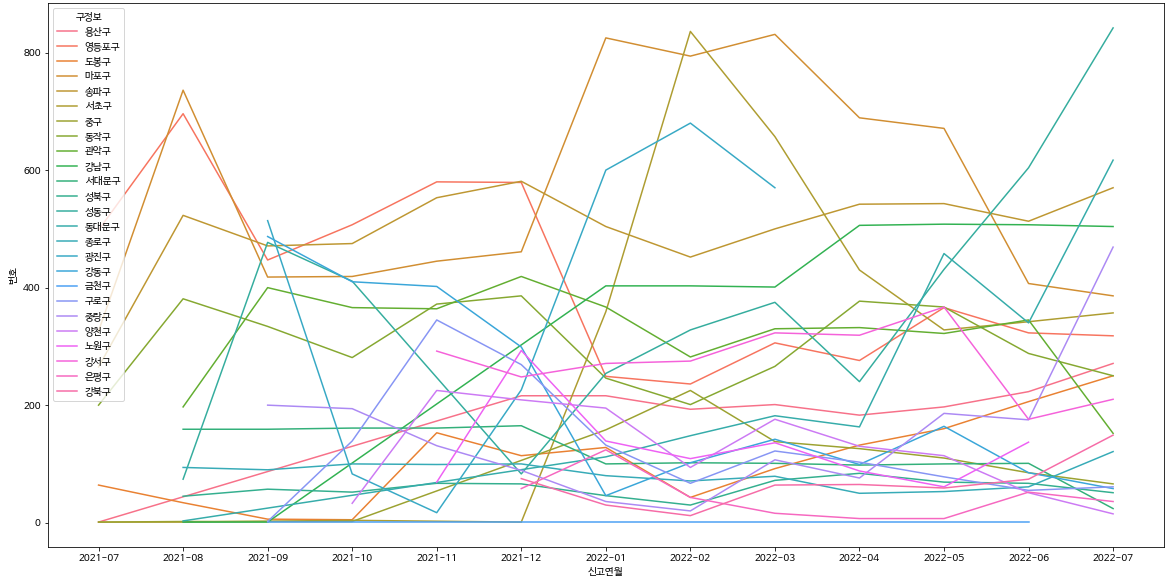 구정보
용산구
영등포구
도봉구
마포구
송파구
서초구
중구
동작구
관악구
강남구
서대문구
성북구
성동구
동대문구
종로구
광진구
강동구
금천구
구로구
중랑구
양천구
노원구
강서구
은평구
강북구
800
600
400
200
0
번호
2021-07 2021-08 2021-09 2021-10 2021-11 2021-12 2022-01 2022-02 2022-03 2022-04 2022-05 2022-06 2022-07
신고연월